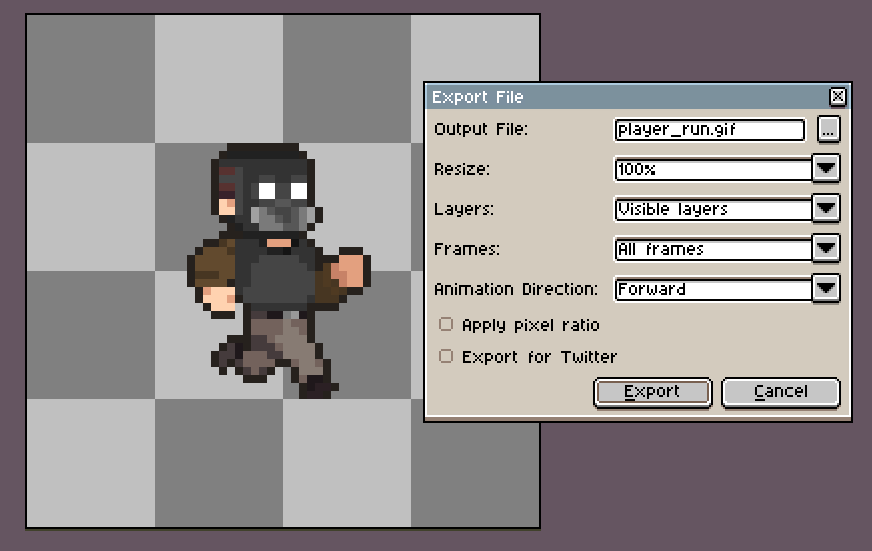 Export File
Output File: player_run.gif ...
Resize: 100%
Layers: Visible layers
Frames: All frames
Animation Direction: Forward
Apply pixel ratio
Export for Twitter
Export Cancel